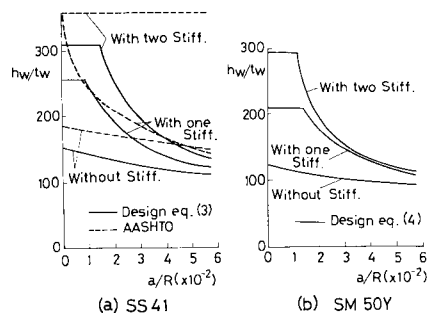 300
hw/tw
200
100
0
0 1 2 3 4 5 6
a/R (x10-2)
With two Stiff.
With one Stiff.
Without Stiff.
Design eq. (3)
AASHTO
(a) SS 41
300
hw/tw
200
100
0
0 1 2 3 4 5 6
a/R (x10-2)
With two Stiff.
With one Stiff.
Without Stiff.
Design eq. (4)
(b) SM 50Y